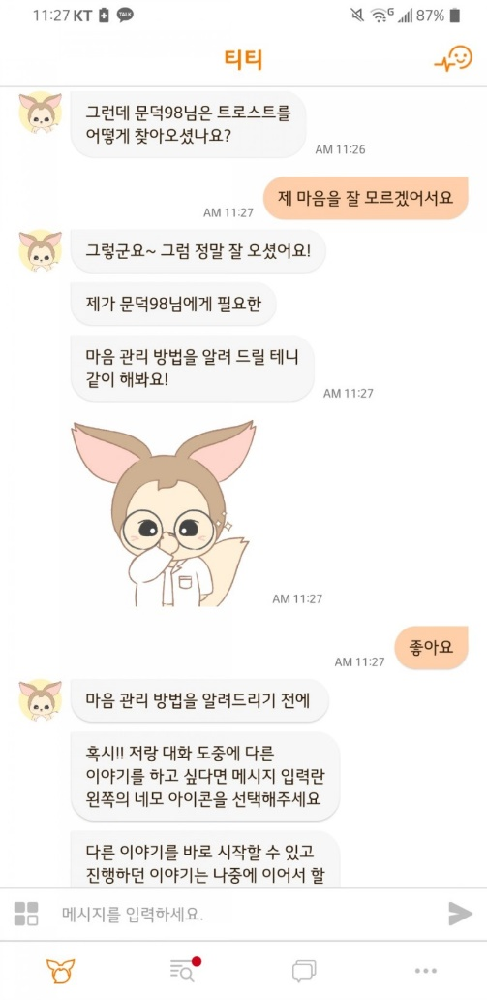 11:27 KT TALK G 87%
티티
그런데 문덕98님은 트로스트를
어떻게 찾아오셨나요?
AM 11:26
제 마음을 잘 모르겠어서요
AM 11:27
그렇군요~ 그럼 정말 잘 오셨어요!
제가 문덕98님에게 필요한
마음 관리 방법을 알려 드릴 테니
같이 해봐요!
AM 11:27
AM 11:27
좋아요
AM 11:27
마음 관리 방법을 알려드리기 전에
혹시!! 저랑 대화 도중에 다른
이야기를 하고 싶다면 메시지 입력란
왼쪽의 네모 아이콘을 선택해주세요
다른 이야기를 바로 시작할 수 있고
진행하던 이야기는 나중에 이어서 할
메시지를 입력하세요.